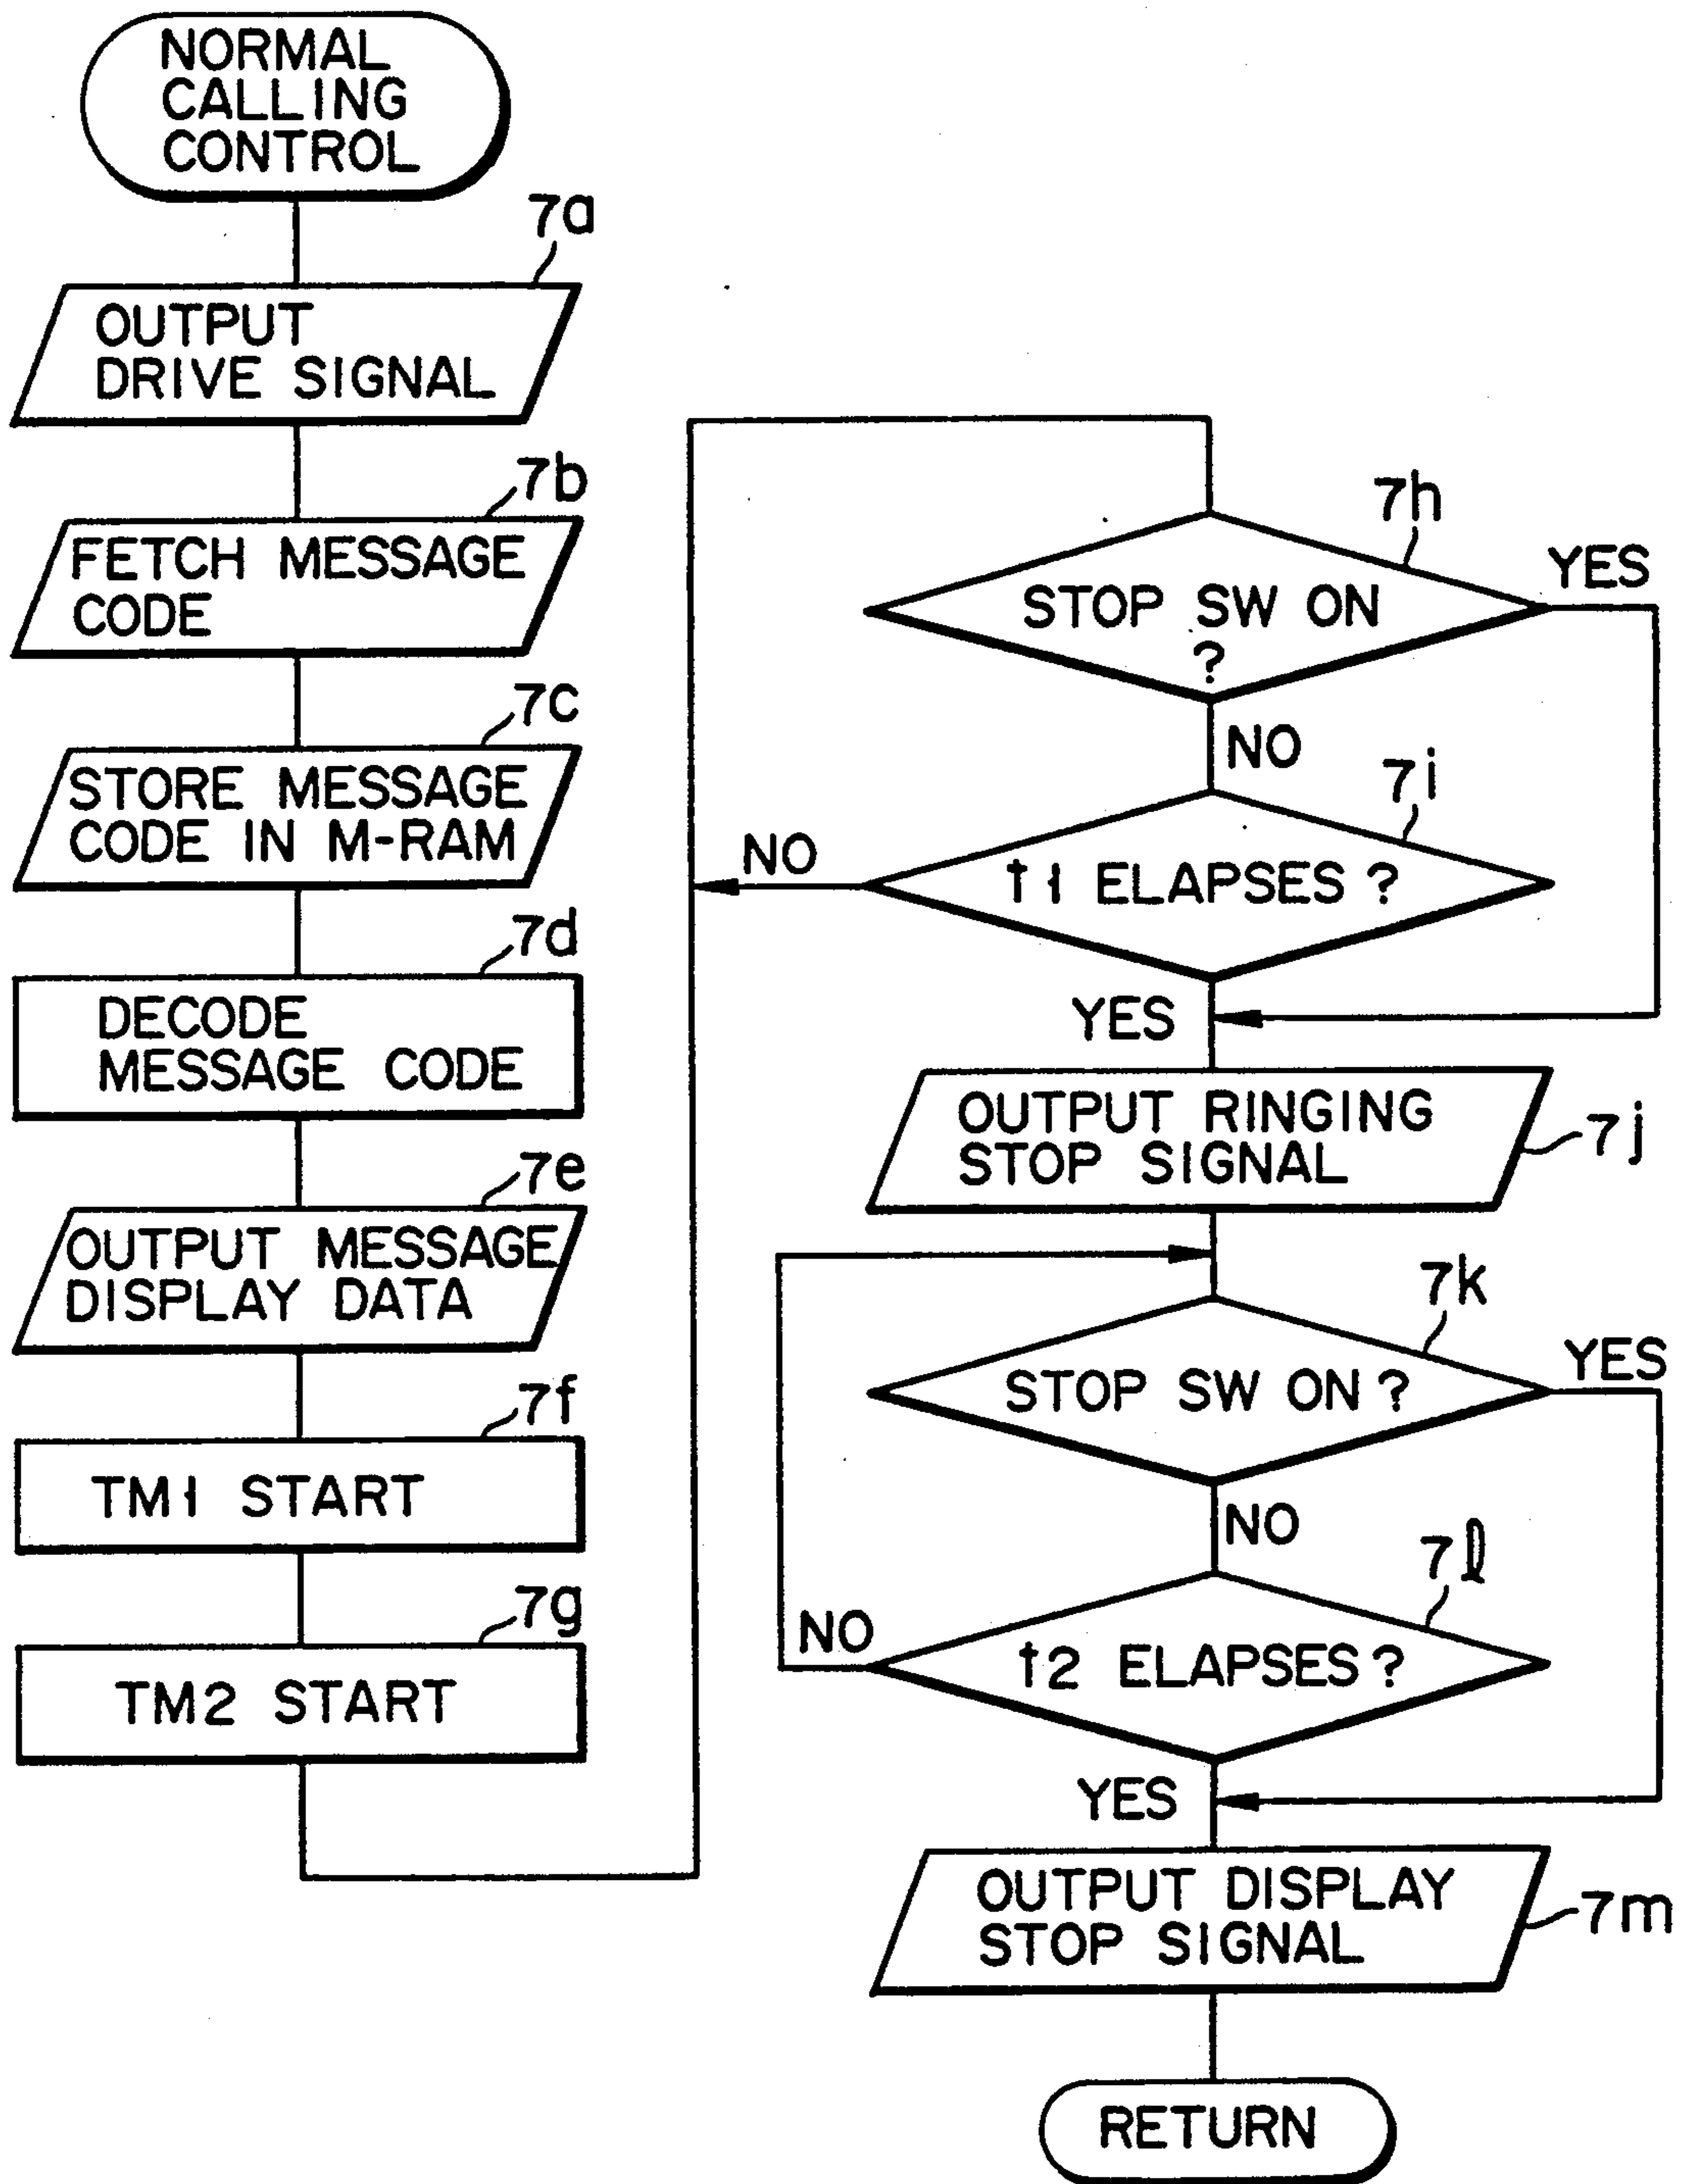 NORMAL
CALLING
CONTROL
7a
OUTPUT
DRIVE SIGNAL
7b
FETCH MESSAGE
CODE
7c
STORE MESSAGE
CODE IN M-RAM
7d
DECODE
MESSAGE CODE
7e
OUTPUT MESSAGE
DISPLAY DATA
7f
TM1 START
7g
TM2 START
7h
STOP SW ON
?
YES
NO
7i
t1 ELAPSES ?
NO
YES
OUTPUT RINGING
STOP SIGNAL
7j
7k
STOP SW ON ?
YES
NO
7l
t2 ELAPSES ?
NO
YES
OUTPUT DISPLAY
STOP SIGNAL
7m
RETURN